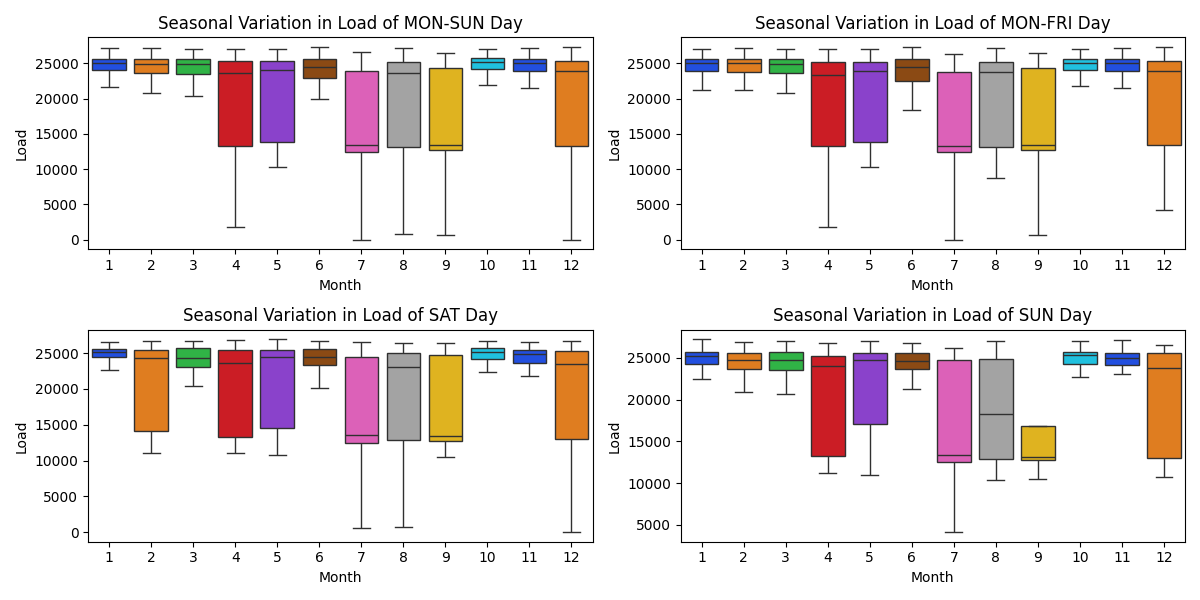 Seasonal Variation in Load of MON-SUN Day
Load
25000
20000
15000
10000
5000
0
1 2 3 4 5 6 7 8 9 10 11 12
Month
Seasonal Variation in Load of MON-FRI Day
Load
25000
20000
15000
10000
5000
0
1 2 3 4 5 6 7 8 9 10 11 12
Month
Seasonal Variation in Load of SAT Day
Load
25000
20000
15000
10000
5000
0
1 2 3 4 5 6 7 8 9 10 11 12
Month
Seasonal Variation in Load of SUN Day
Load
25000
20000
15000
10000
5000
1 2 3 4 5 6 7 8 9 10 11 12
Month